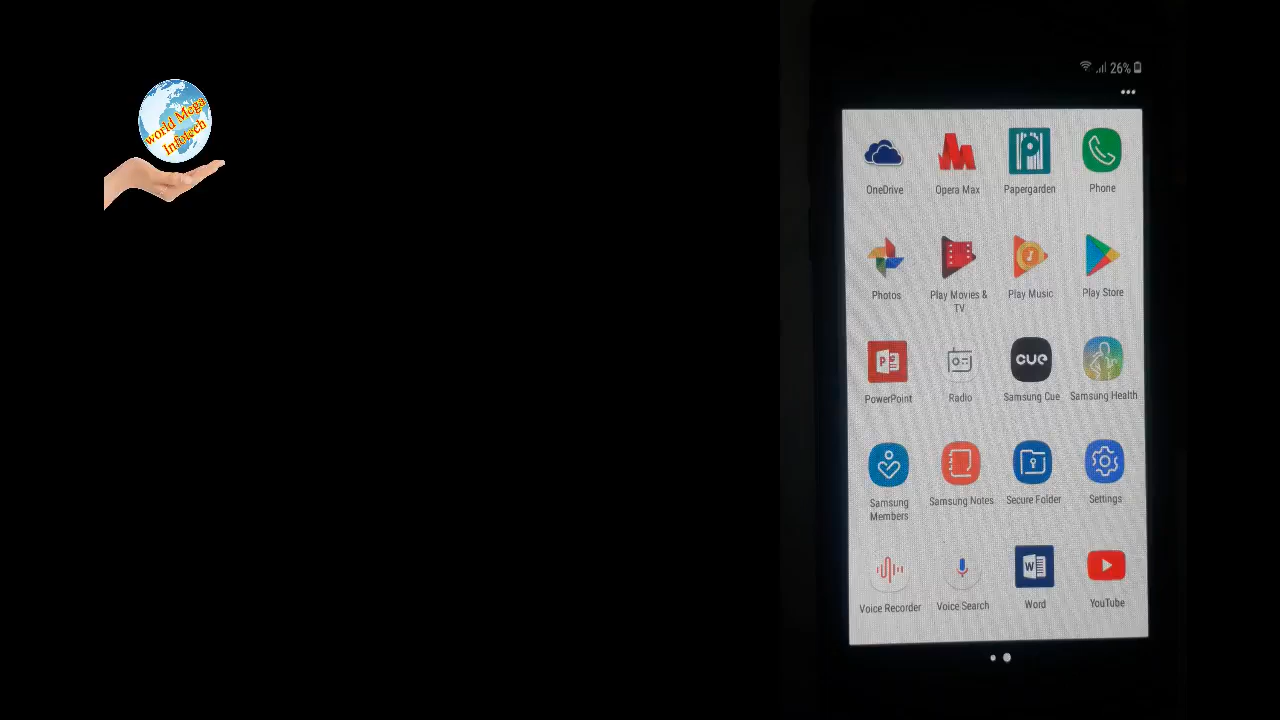 world Mega
Infotech
26%
OneDrive
Opera Max
Papergarden
Phone
Photos
Play Movies &
TV
Play Music
Play Store
P
PowerPoint
Radio
cue
Samsung Cue
Samsung Health
Samsung
Members
Samsung Notes
Secure Folder
Settings
Voice Recorder
Voice Search
W
Word
YouTube